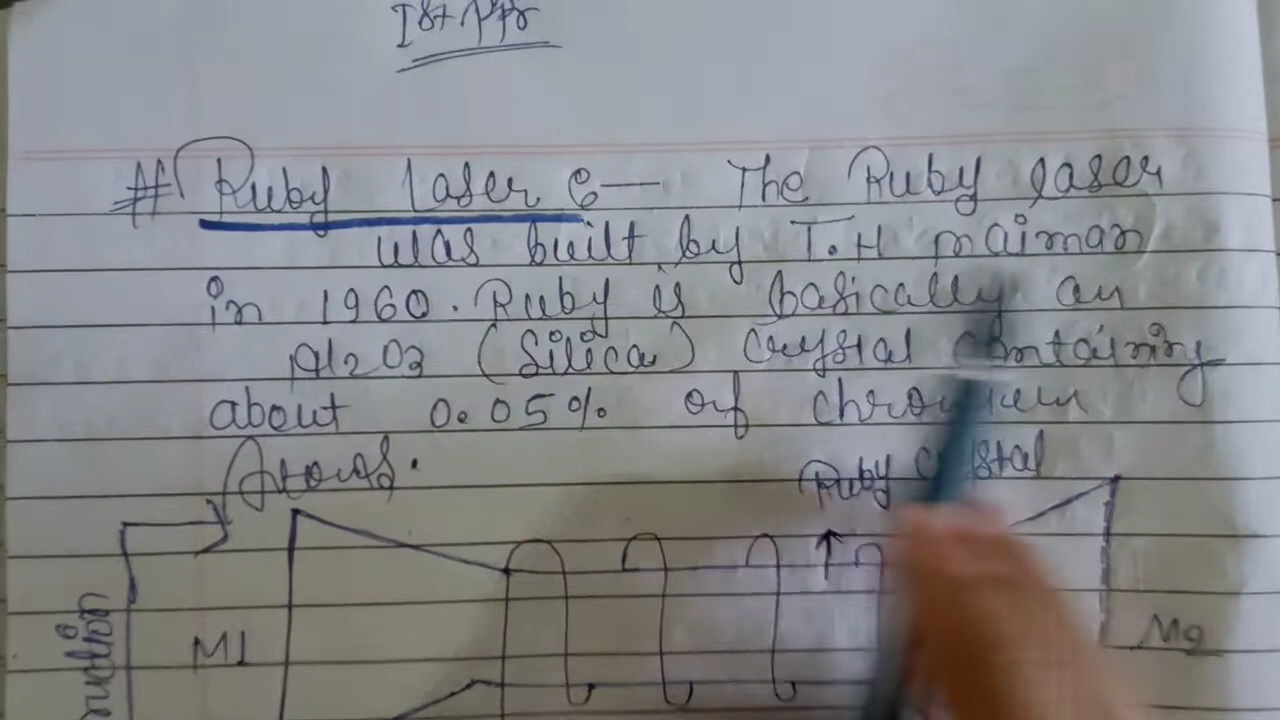 # Ruby laser :— The Ruby laser
was built by T.H maiman
in 1960. Ruby is basically an
Al2O3 (Silica) Crystal Containing
about 0.05% of chromium
Atoms.
Ruby Crystal
M1
M2